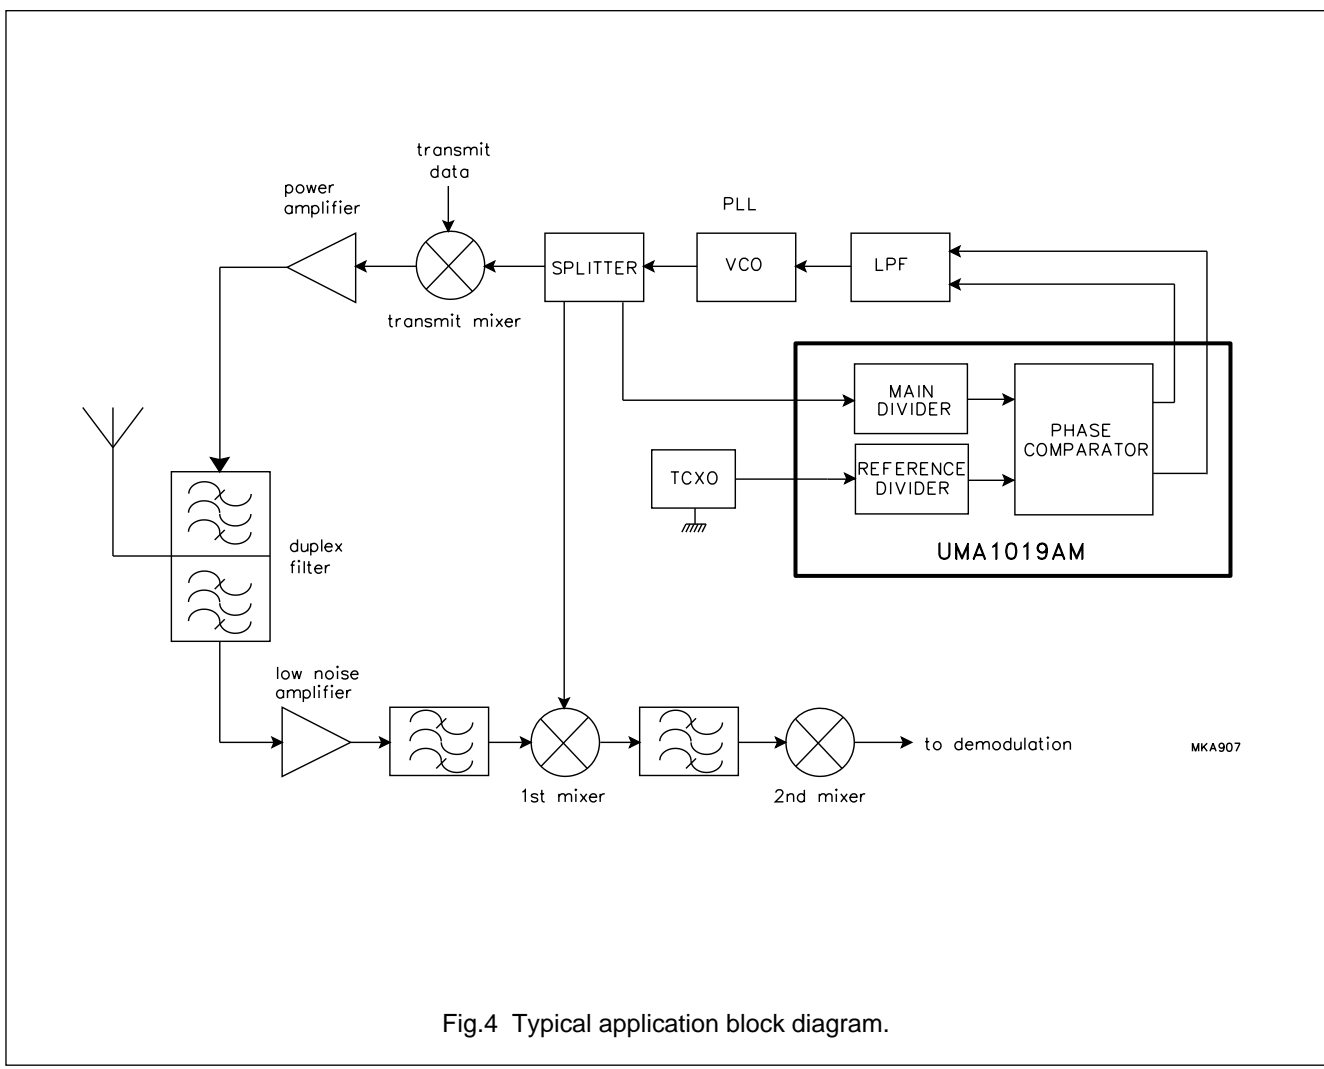 transmit
data
power
amplifier
PLL
SPLITTER
VCO
LPF
transmit mixer
MAIN
DIVIDER
PHASE
COMPARATOR
TCXO
REFERENCE
DIVIDER
UMA1019AM
duplex
filter
low noise
amplifier
to demodulation
MKA907
1st mixer
2nd mixer
Fig.4 Typical application block diagram.